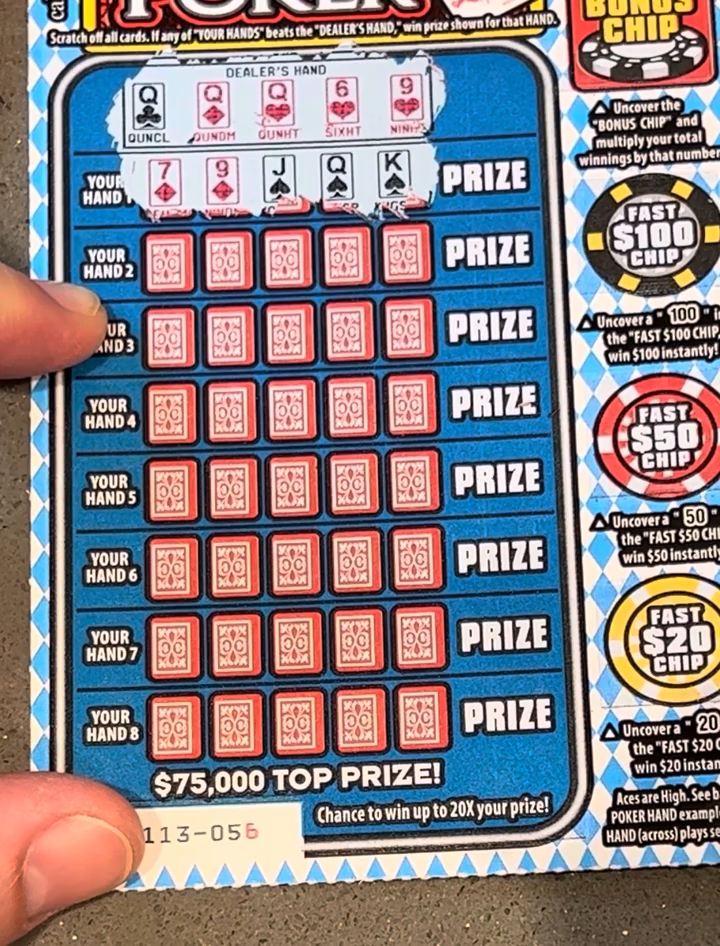 POKER
Scratch off all cards. If any of "YOUR HANDS" beats the "DEALER'S HAND," win prize shown for that HAND.
BONUS
CHIP
DEALER'S HAND
Q Q Q 6 9
QUNCL QUNDM QUNHT SIXHT NINHT
YOUR
HAND 1
7 9 J Q K
PRIZE
YOUR
HAND 2
PRIZE
UR
AND 3
PRIZE
YOUR
HAND 4
PRIZE
YOUR
HAND 5
PRIZE
YOUR
HAND 6
PRIZE
YOUR
HAND 7
PRIZE
YOUR
HAND 8
PRIZE
$75,000 TOP PRIZE!
Chance to win up to 20X your prize!
113-056
▲ Uncover the
"BONUS CHIP" and
multiply your total
winnings by that number
FAST
$100
CHIP
▲ Uncover a "100" i
the "FAST $100 CHIP,
win $100 instantly!
FAST
$50
CHIP
▲ Uncover a "50"
the "FAST $50 CHI
win $50 instantly
FAST
$20
CHIP
▲ Uncover a "20
the "FAST $20 C
win $20 instan
Aces are High. See b
POKER HAND exampl
HAND (across) plays se